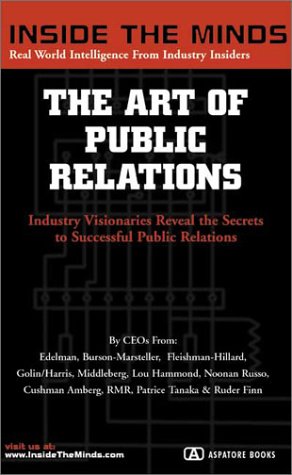 INSIDE THE MINDS
Real World Intelligence From Industry Insiders
THE ART OF
PUBLIC
RELATIONS
Industry Visionaries Reveal the Secrets
to Successful Public Relations
By CEOs From:
Edelman, Burson-Marsteller, Fleishman-Hillard,
Golin/Harris, Middleberg, Lou Hammond, Noonan Russo,
Cushman Amberg, RMR, Patrice Tanaka & Ruder Finn
visit us at:
www.InsideTheMinds.com
A ASPATORE BOOKS